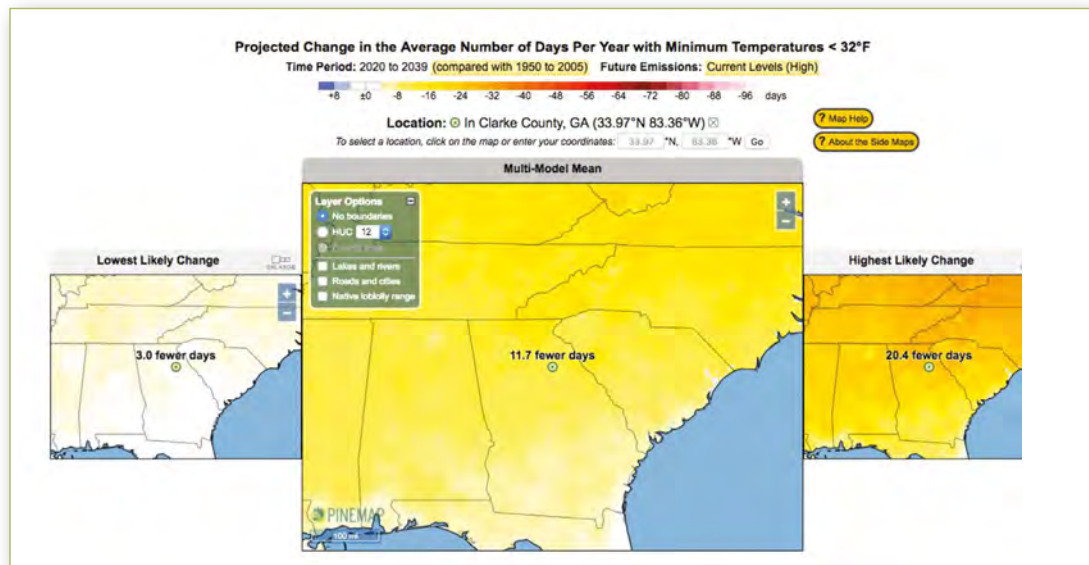 Projected Change in the Average Number of Days Per Year with Minimum Temperatures < 32°F
Time Period: 2020 to 2039 (compared with 1950 to 2005) Future Emissions: Current Levels (High)
+8 ±0 -8 -16 -24 -32 -40 -48 -56 -64 -72 -80 -88 -96 days
Location: In Clarke County, GA (33.97°N 83.36°W)
? Map Help
To select a location, click on the map or enter your coordinates: 33.97 °N, 83.36 °W Go
? About the Side Maps
Multi-Model Mean
Layer Options
No boundaries
HUC 12
Lakes and rivers
Roads and cities
Native loblolly range
+
−
11.7 fewer days
PINEMAP
100 mi
Lowest Likely Change
+
−
3.0 fewer days
Highest Likely Change
20.4 fewer days